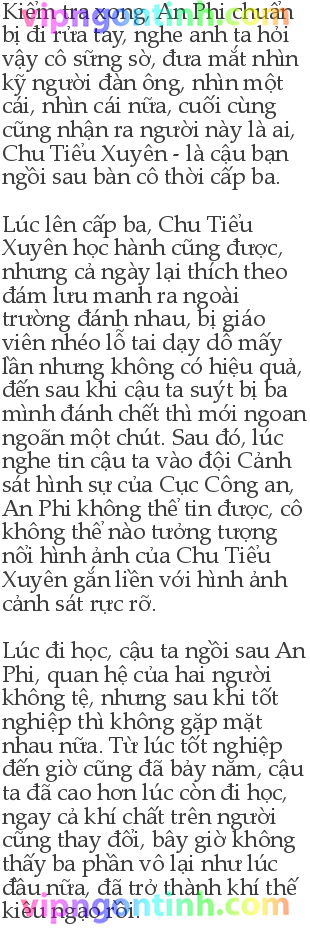 Kiểm tra xong, An Phi chuẩn
bị đi rửa tay, nghe anh ta hỏi
vậy cô sững sờ, đưa mắt nhìn
kỹ người đàn ông, nhìn một
cái, nhìn cái nữa, cuối cùng
cũng nhận ra người này là ai,
Chu Tiểu Xuyên - là cậu bạn
ngồi sau bàn cô thời cấp ba.
Lúc lên cấp ba, Chu Tiểu
Xuyên học hành cũng được,
nhưng cả ngày lại thích theo
đám lưu manh ra ngoài
trường đánh nhau, bị giáo
viên nhéo lỗ tai dạy dỗ mấy
lần nhưng không có hiệu quả,
đến sau khi cậu ta suýt bị ba
mình đánh chết thì mới ngoan
ngoãn một chút. Sau đó, lúc
nghe tin cậu ta vào đội Cảnh
sát hình sự của Cục Công an,
An Phi không thể tin được, cô
không thể nào tưởng tượng
nổi hình ảnh của Chu Tiểu
Xuyên gắn liền với hình ảnh
cảnh sát rực rỡ.
Lúc đi học, cậu ta ngồi sau An
Phi, quan hệ của hai người
không tệ, nhưng sau khi tốt
nghiệp thì không gặp mặt
nhau nữa. Từ lúc tốt nghiệp
đến giờ cũng đã bảy năm, cậu
ta đã cao hơn lúc còn đi học,
ngay cả khí chất trên người
cũng thay đổi, bây giờ không
thấy ba phần vô lại như lúc
đầu nữa, đã trở thành khí thế
kiêu ngạo rồi.
vipngontinh.com
vipngontinh.com